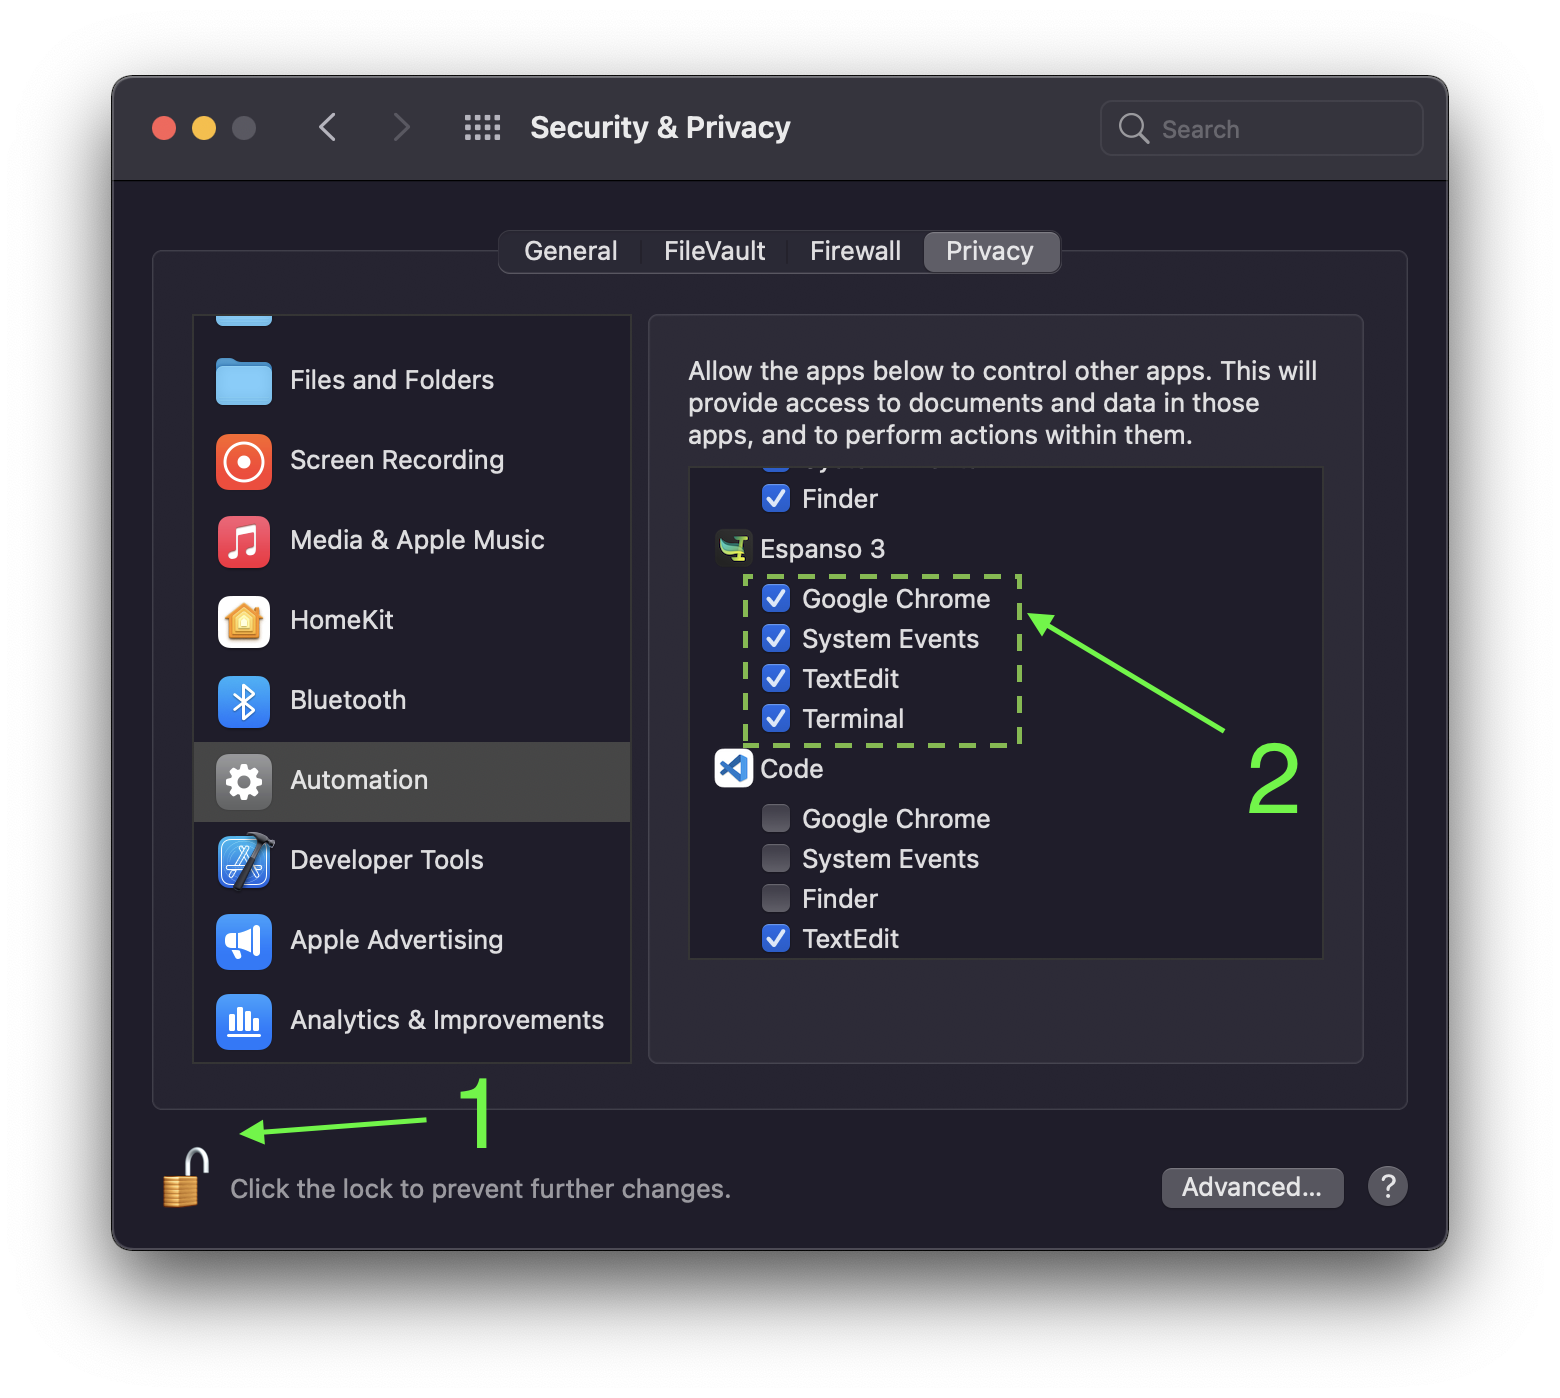 Security & Privacy
Search
General
FileVault
Firewall
Privacy
Files and Folders
Screen Recording
Media & Apple Music
HomeKit
Bluetooth
Automation
Developer Tools
Apple Advertising
Analytics & Improvements
Allow the apps below to control other apps. This will
provide access to documents and data in those
apps, and to perform actions within them.
Finder
Espanso 3
Google Chrome
System Events
TextEdit
Terminal
Code
Google Chrome
System Events
Finder
TextEdit
2
1
Click the lock to prevent further changes.
Advanced...
?